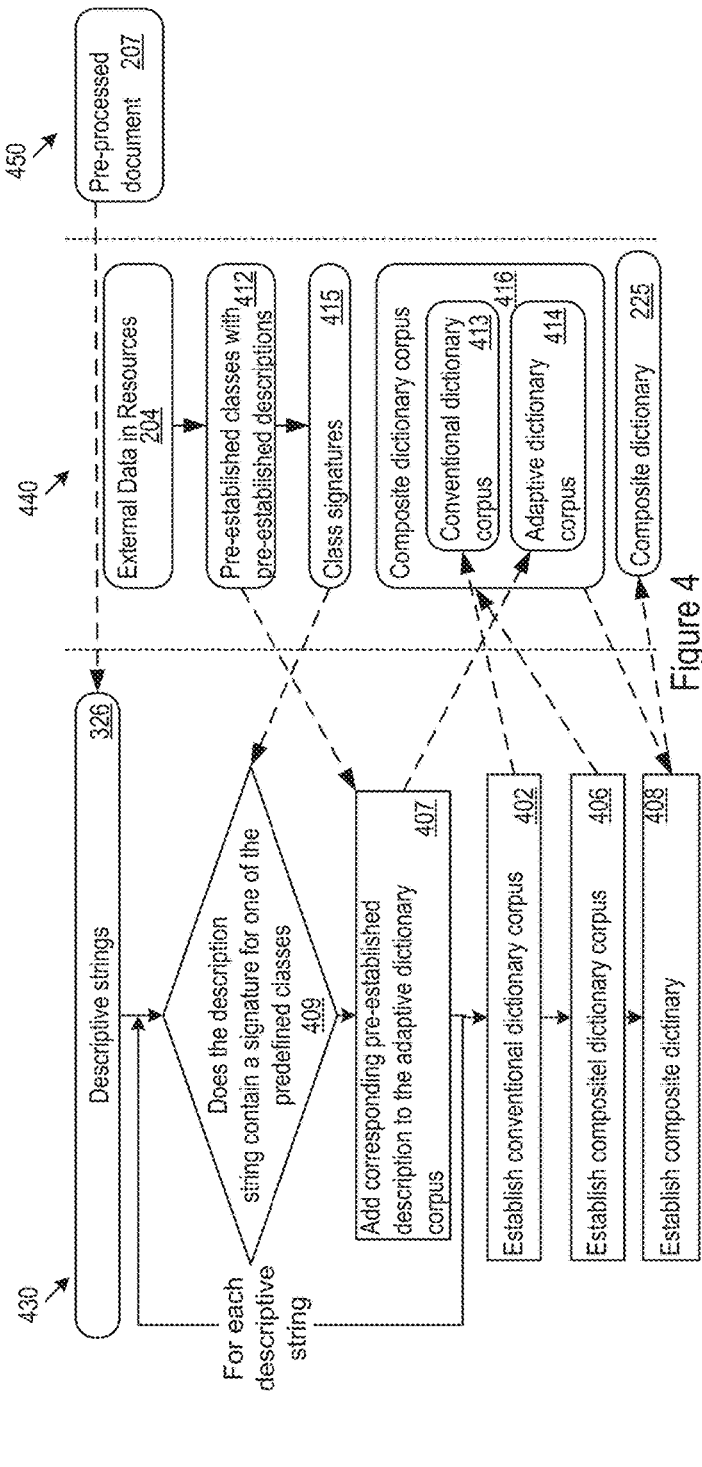 430
440
450
Descriptive strings
326
For each
descriptive
string
Does the description
string contain a signature for one of the
predefined classes
409
Add corresponding pre-established
description to the adaptive dictionary
corpus
407
Establish conventional dictionary corpus
402
Establish compositel dictionary corpus
406
Establish composite dictinary
408
External Data in Resources
204
Pre-established classes with
412
pre-established descriptions
Class signatures
415
Composite dictionary corpus
416
Conventional dictionary
corpus
413
Adaptive dictionary
corpus
414
Composite dictionary
225
Pre-processed
document
207
Figure 4